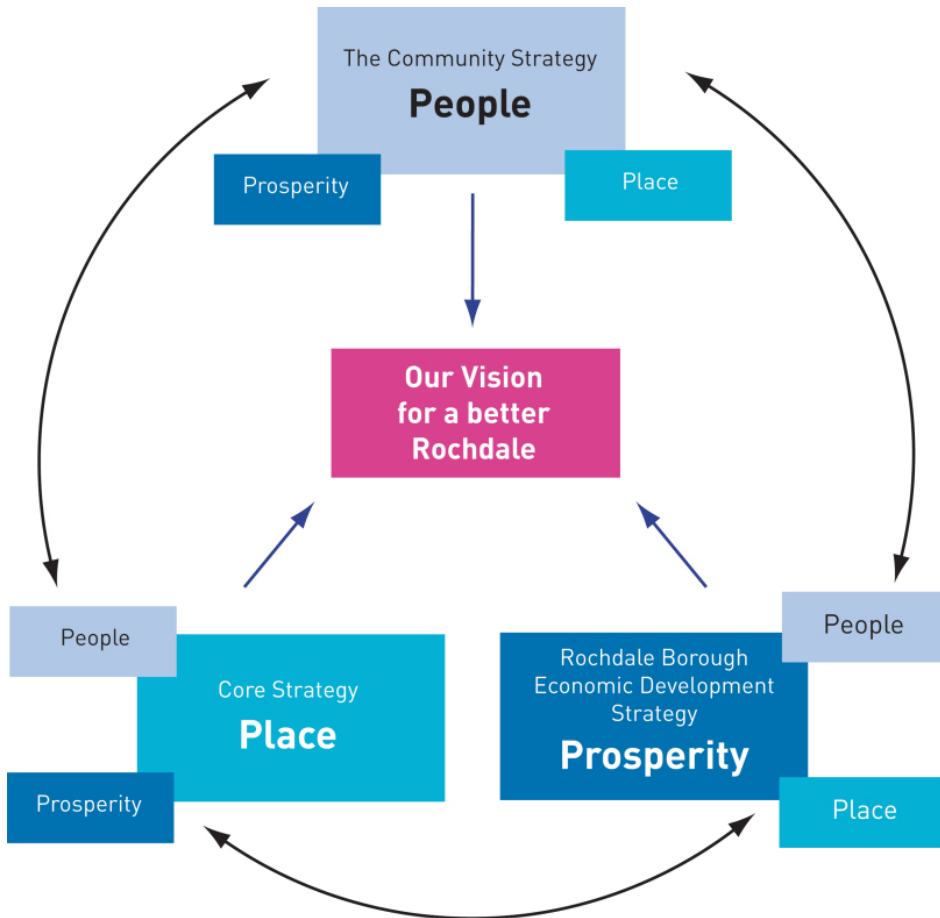 The Community Strategy
People
Prosperity
Place
Our Vision
for a better
Rochdale
People
Core Strategy
Place
Prosperity
People
Rochdale Borough
Economic Development
Strategy
Prosperity
Place